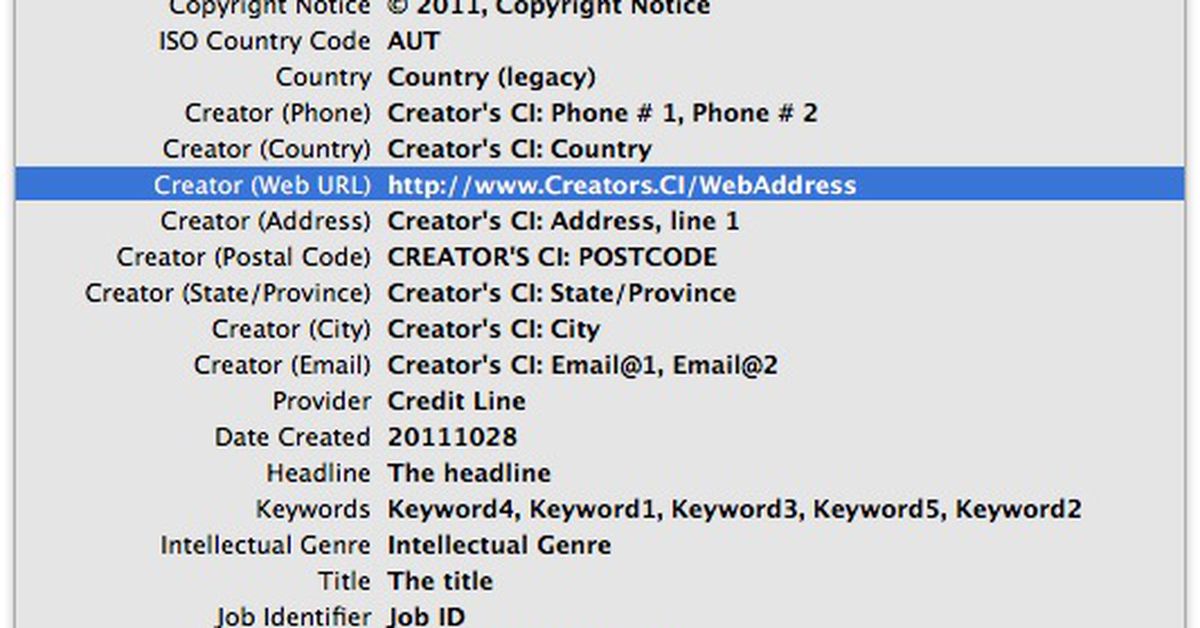 Copyright Notice © 2011, Copyright Notice
ISO Country Code AUT
Country Country (legacy)
Creator (Phone) Creator's CI: Phone # 1, Phone # 2
Creator (Country) Creator's CI: Country
Creator (Web URL) http://www.Creators.CI/WebAddress
Creator (Address) Creator's CI: Address, line 1
Creator (Postal Code) CREATOR'S CI: POSTCODE
Creator (State/Province) Creator's CI: State/Province
Creator (City) Creator's CI: City
Creator (Email) Creator's CI: Email@1, Email@2
Provider Credit Line
Date Created 20111028
Headline The headline
Keywords Keyword4, Keyword1, Keyword3, Keyword5, Keyword2
Intellectual Genre Intellectual Genre
Title The title
Job Identifier Job ID